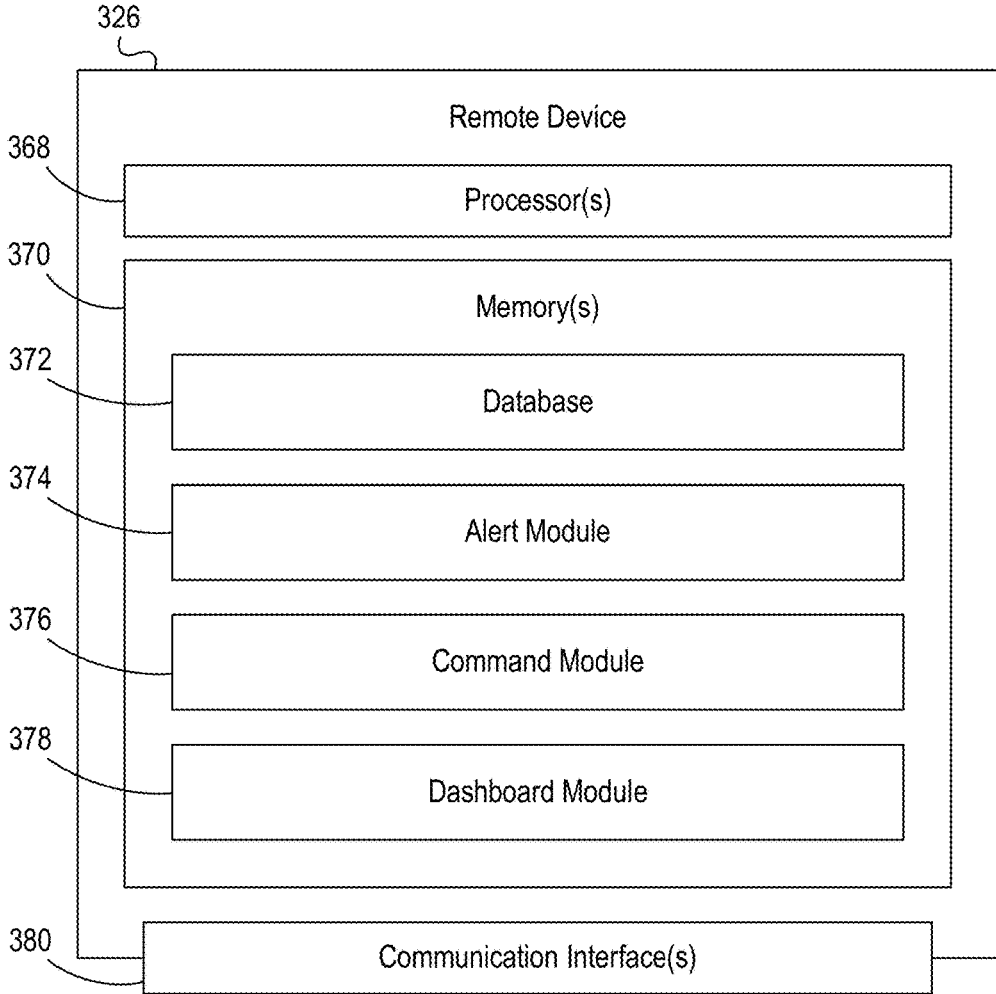 326
Remote Device
368
Processor(s)
370
Memory(s)
372
Database
374
Alert Module
376
Command Module
378
Dashboard Module
380
Communication Interface(s)